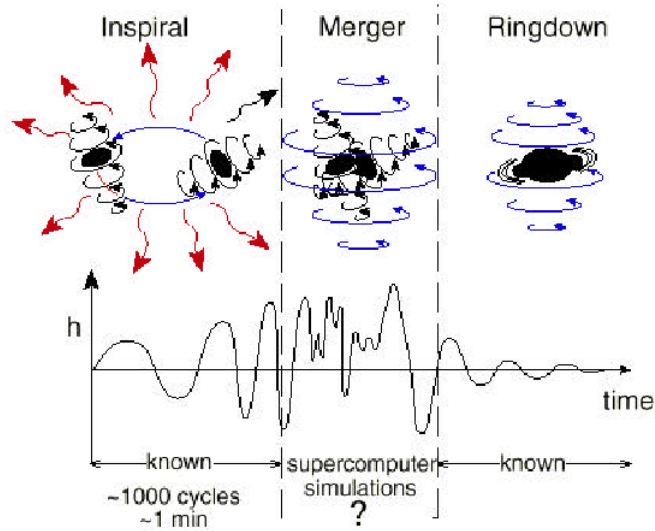 Inspiral
Merger
Ringdown
h
time
known
supercomputer
simulations
?
known
~1000 cycles
~1 min